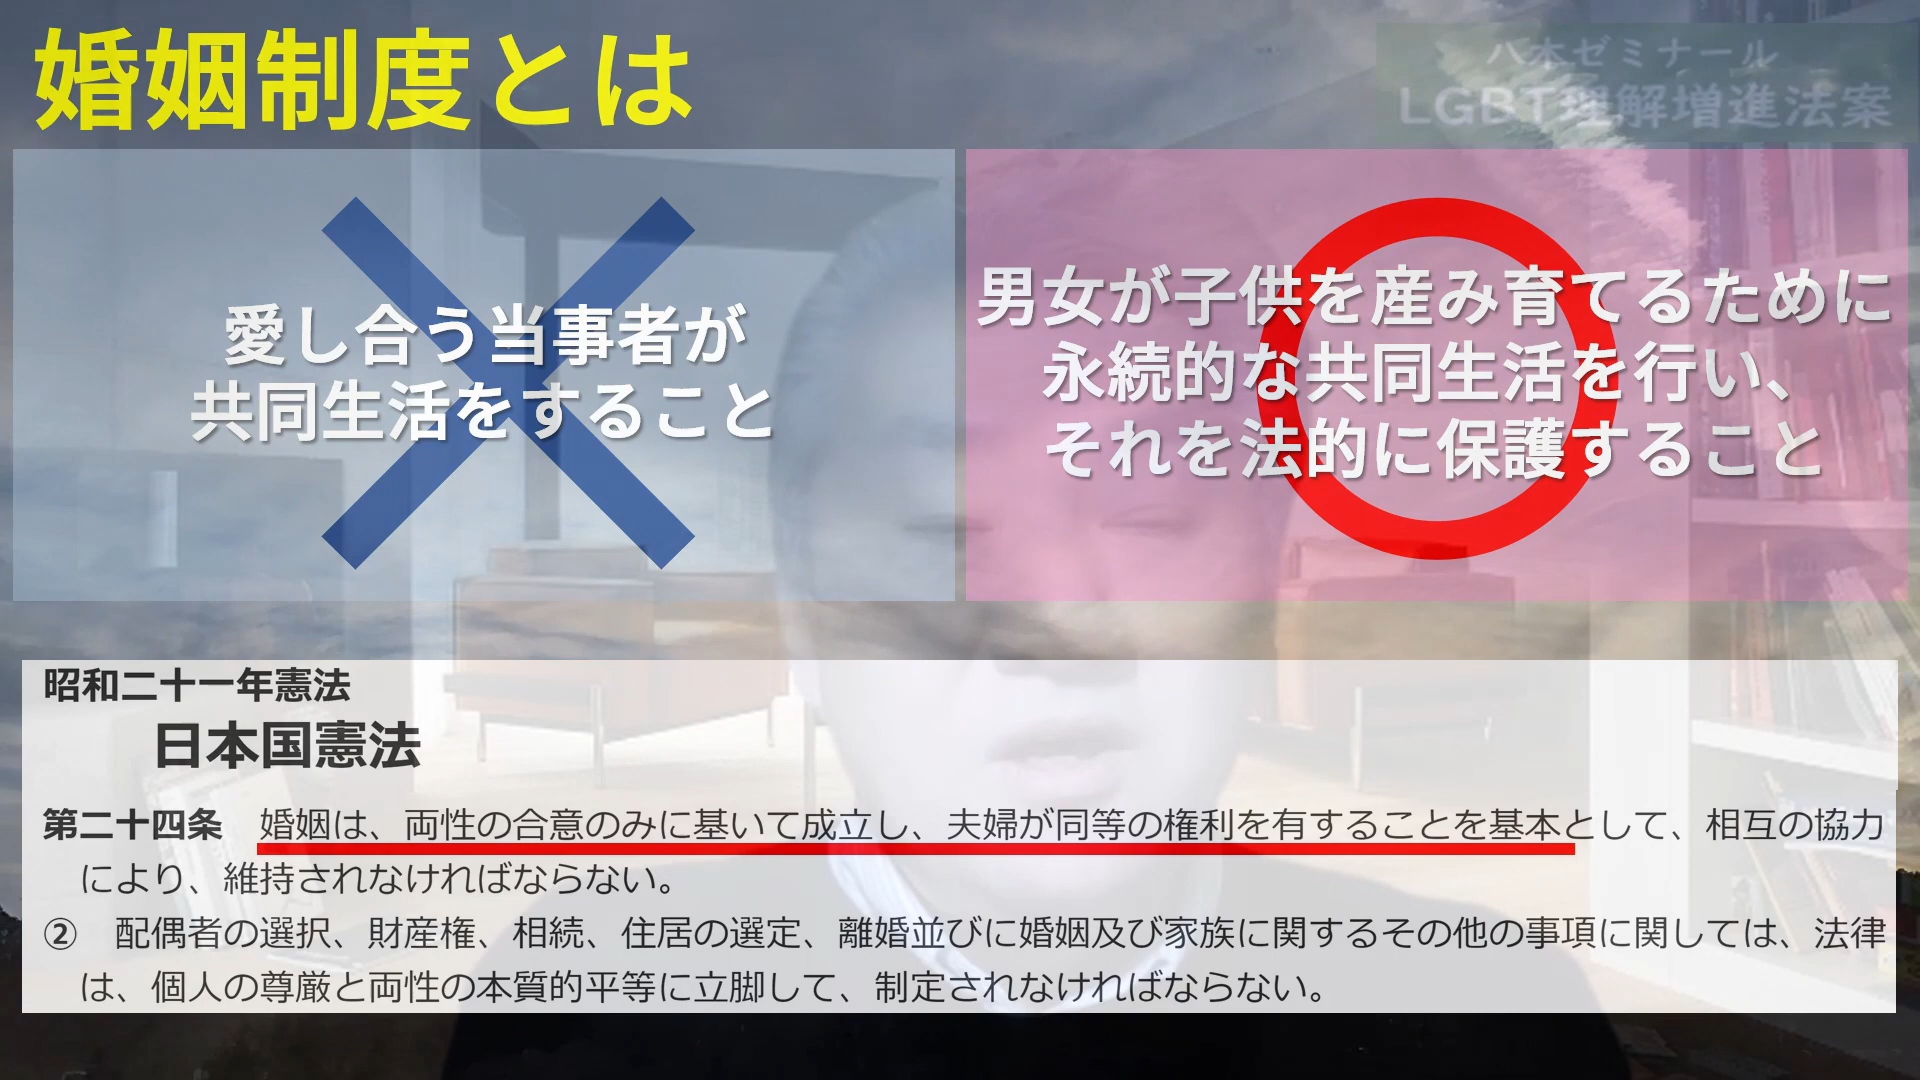 婚姻制度とは
八木ゼミナール
LGBT理解増進法案
愛し合う当事者が
共同生活をすること
男女が子供を産み育てるために
永続的な共同生活を行い、
それを法的に保護すること
昭和二十一年憲法
日本国憲法
第二十四条　婚姻は、両性の合意のみに基いて成立し、夫婦が同等の権利を有することを基本として、相互の協力
により、維持されなければならない。
②　配偶者の選択、財産権、相続、住居の選定、離婚並びに婚姻及び家族に関するその他の事項に関しては、法律
は、個人の尊厳と両性の本質的平等に立脚して、制定されなければならない。